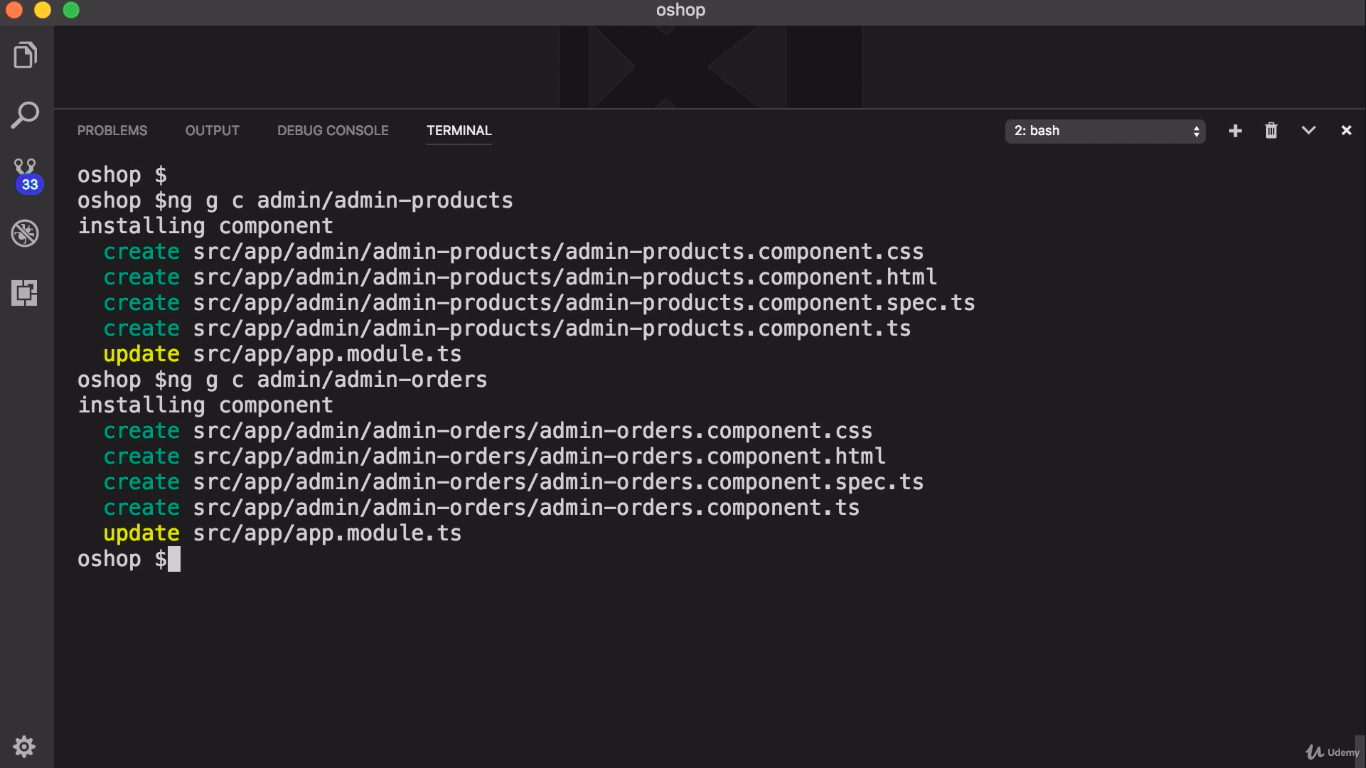 oshop
PROBLEMS OUTPUT DEBUG CONSOLE TERMINAL 2: bash
33
oshop $
oshop $ng g c admin/admin-products
installing component
create src/app/admin/admin-products/admin-products.component.css
create src/app/admin/admin-products/admin-products.component.html
create src/app/admin/admin-products/admin-products.component.spec.ts
create src/app/admin/admin-products/admin-products.component.ts
update src/app/app.module.ts
oshop $ng g c admin/admin-orders
installing component
create src/app/admin/admin-orders/admin-orders.component.css
create src/app/admin/admin-orders/admin-orders.component.html
create src/app/admin/admin-orders/admin-orders.component.spec.ts
create src/app/admin/admin-orders/admin-orders.component.ts
update src/app/app.module.ts
oshop $
Udemy